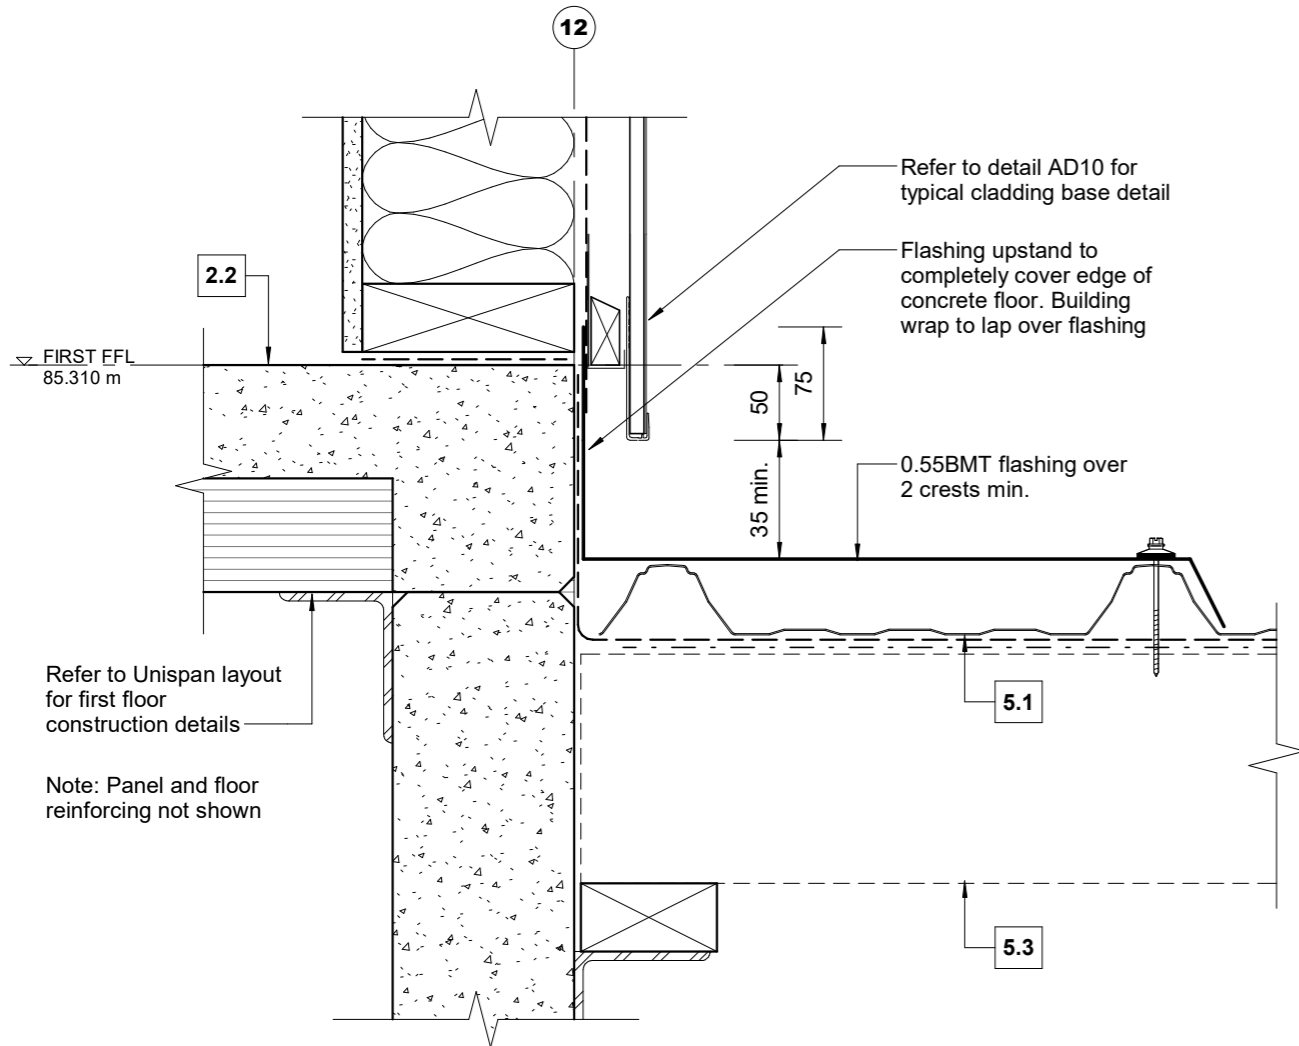 12
Refer to detail AD10 for
typical cladding base detail
Flashing upstand to
completely cover edge of
concrete floor. Building
wrap to lap over flashing
2.2
FIRST FFL
85.310 m
50
75
35 min.
0.55BMT flashing over
2 crests min.
Refer to Unispan layout
for first floor
construction details
Note: Panel and floor
reinforcing not shown
5.1
5.3